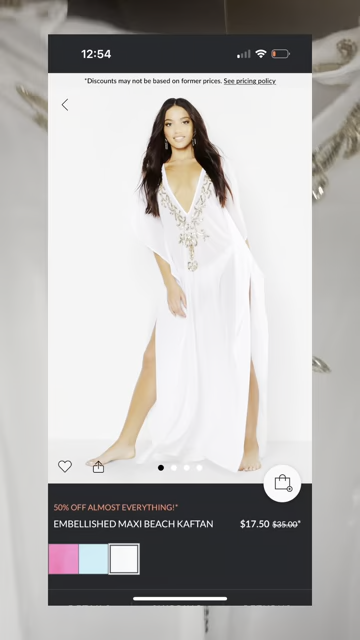 12:54
*Discounts may not be based on former prices. See pricing policy
50% OFF ALMOST EVERYTHING!*
EMBELLISHED MAXI BEACH KAFTAN $17.50 $35.00*